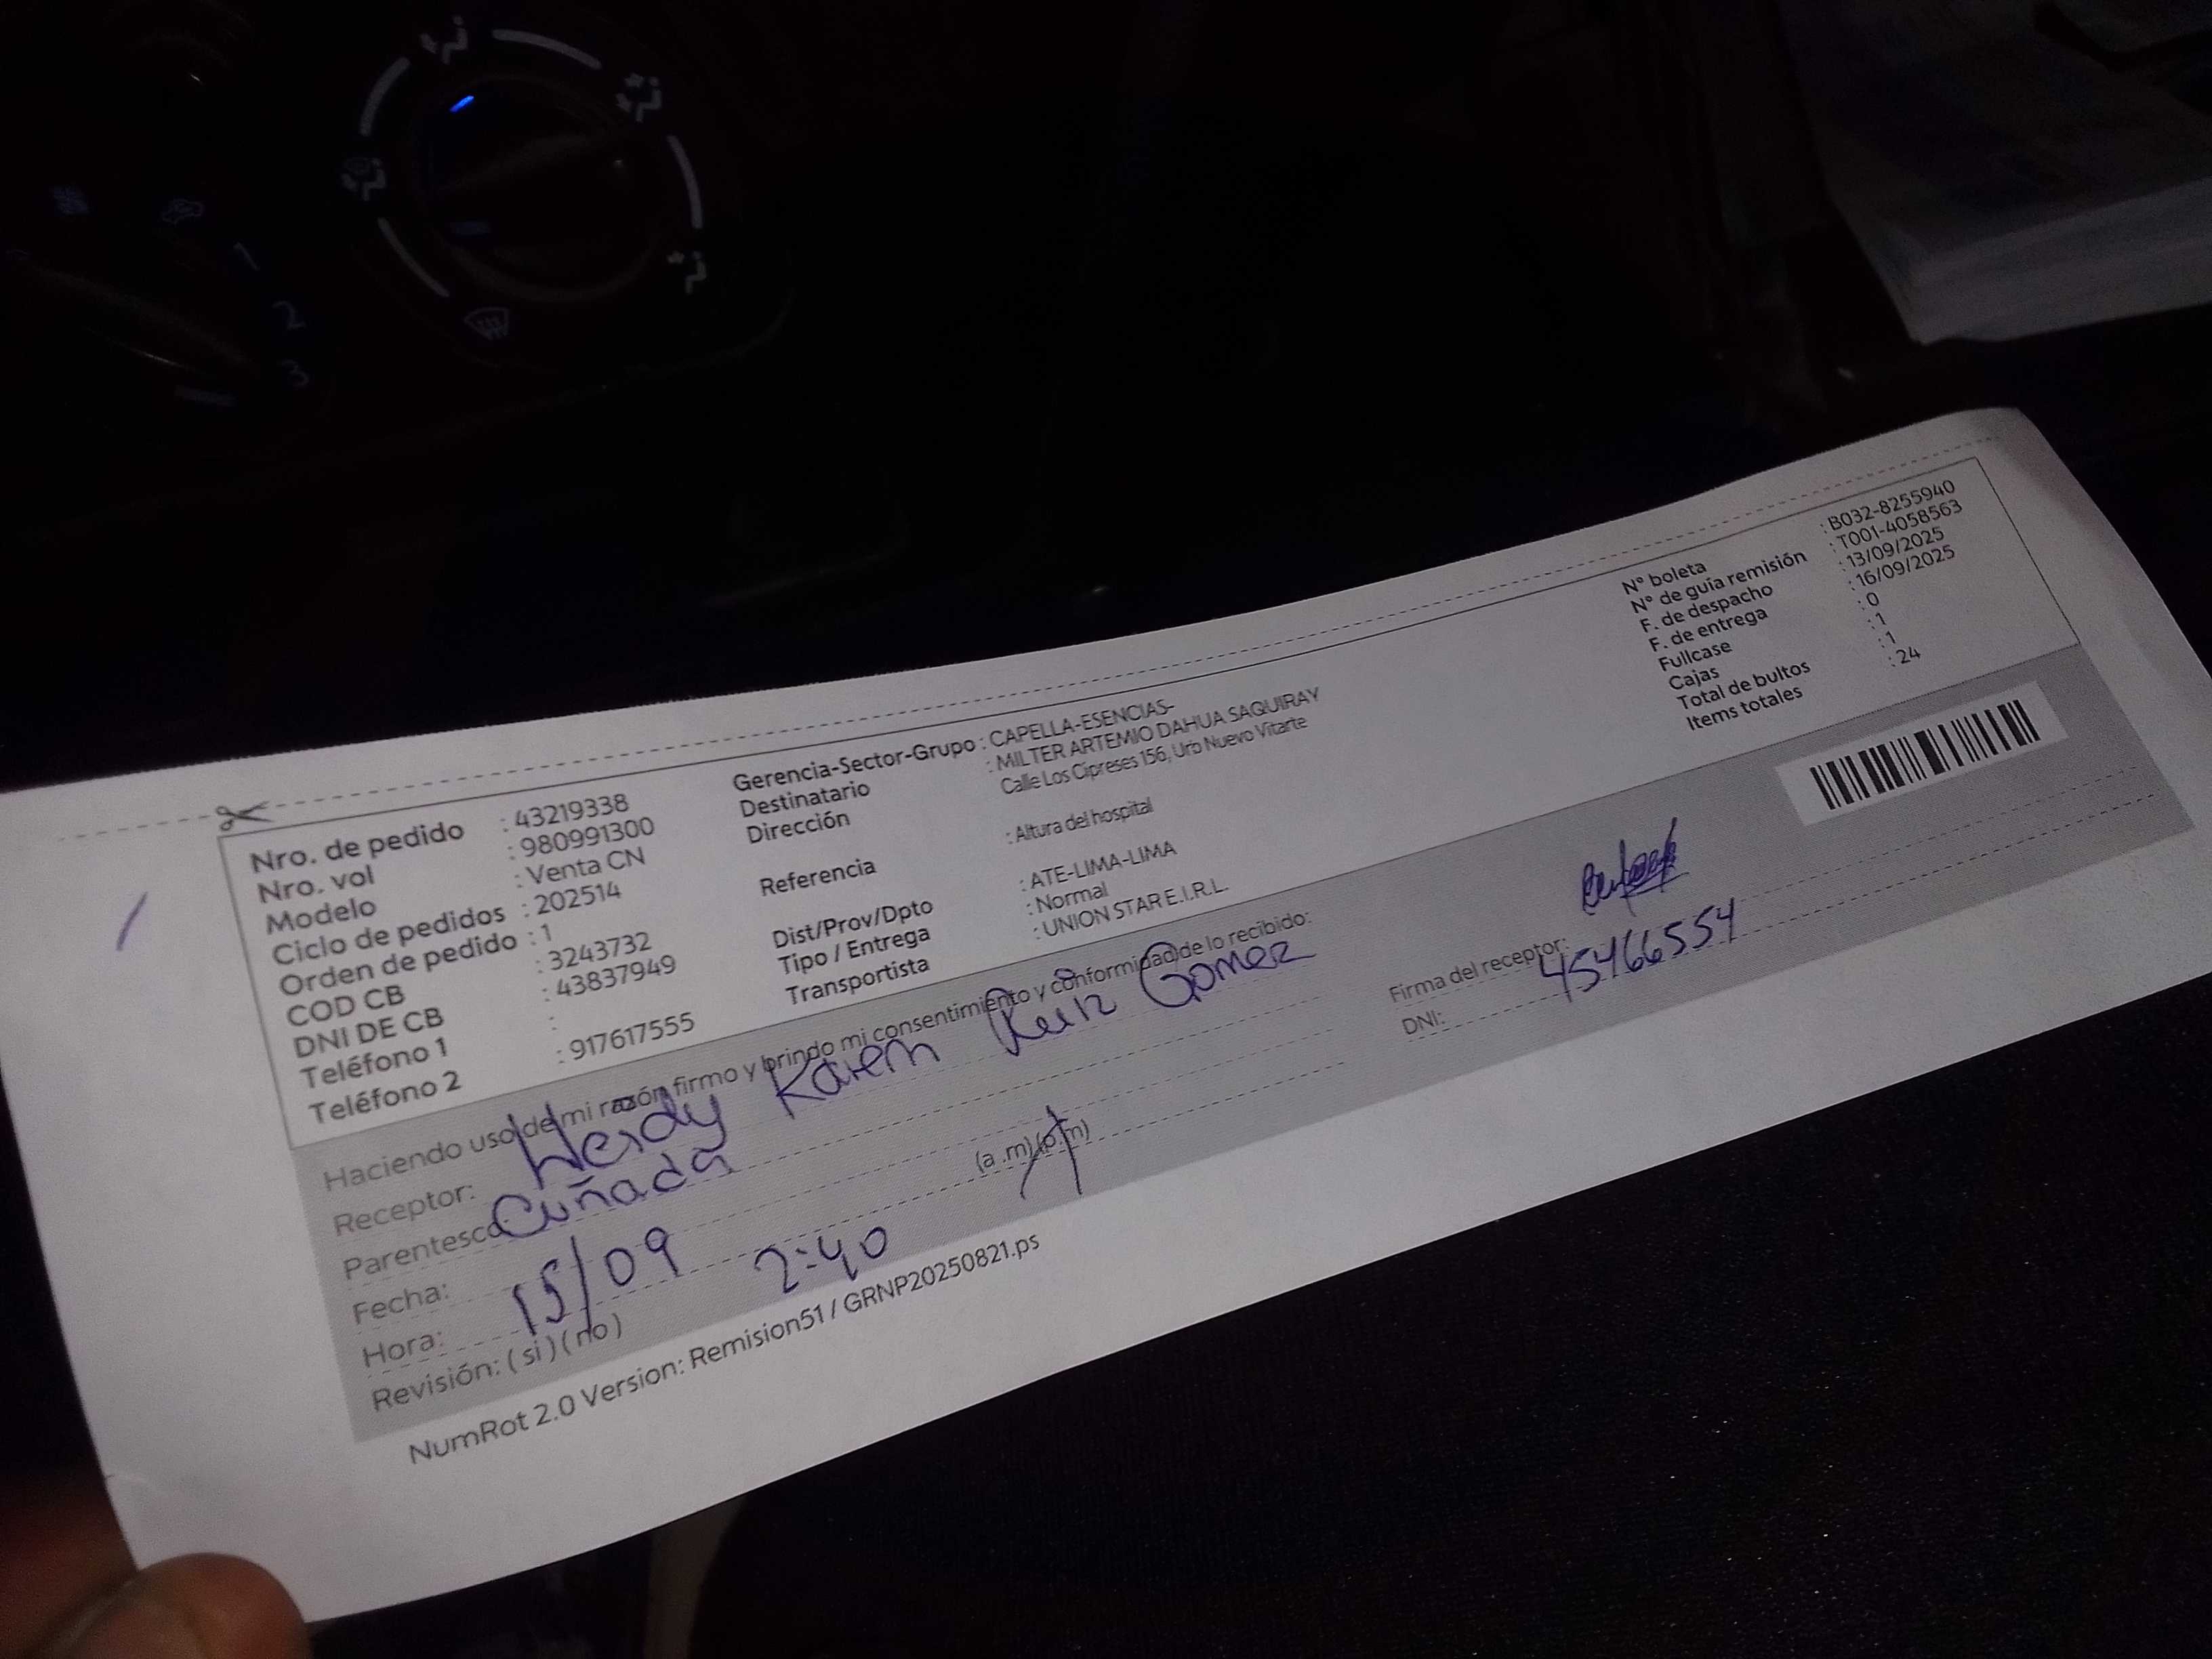 Nro. de pedido : 43219338
Nro. vol : 980991300
Modelo : Venta CN
Ciclo de pedidos : 202514
Orden de pedido : 1
COD CB : 3243732
DNI DE CB : 43837949
Teléfono 1 :
Teléfono 2 : 917617555
Gerencia-Sector-Grupo : CAPELLA-ESENCIAS-
Destinatario : MILTER ARTEMIO DAHUA SAQUIRAY
Dirección Calle Los Cipreses 156, Urb Nuevo Vitarte
Referencia : Altura del hospital
Dist/Prov/Dpto : ATE-LIMA-LIMA
Tipo / Entrega : Normal
Transportista : UNION STAR E.I.R.L.
N° boleta : B032-8255940
N° de guía remisión : T001-4058563
F. de despacho : 13/09/2025
F. de entrega : 16/09/2025
Fullcase : 0
Cajas : 1
Total de bultos : 1
Items totales : 24
Haciendo uso de mi razón firmo y brindo mi consentimiento y conformidad de lo recibido:
Receptor: Karem Ruiz Gomez
Parentesco: Cuñada
Fecha: 15/09
Hora: 2:40 (a .m) (p.m)
Revisión: ( si ) ( no )
Firma del receptor:
DNI: 45466554
NumRot 2.0 Version: Remision51 / GRNP20250821.ps
1
2
3